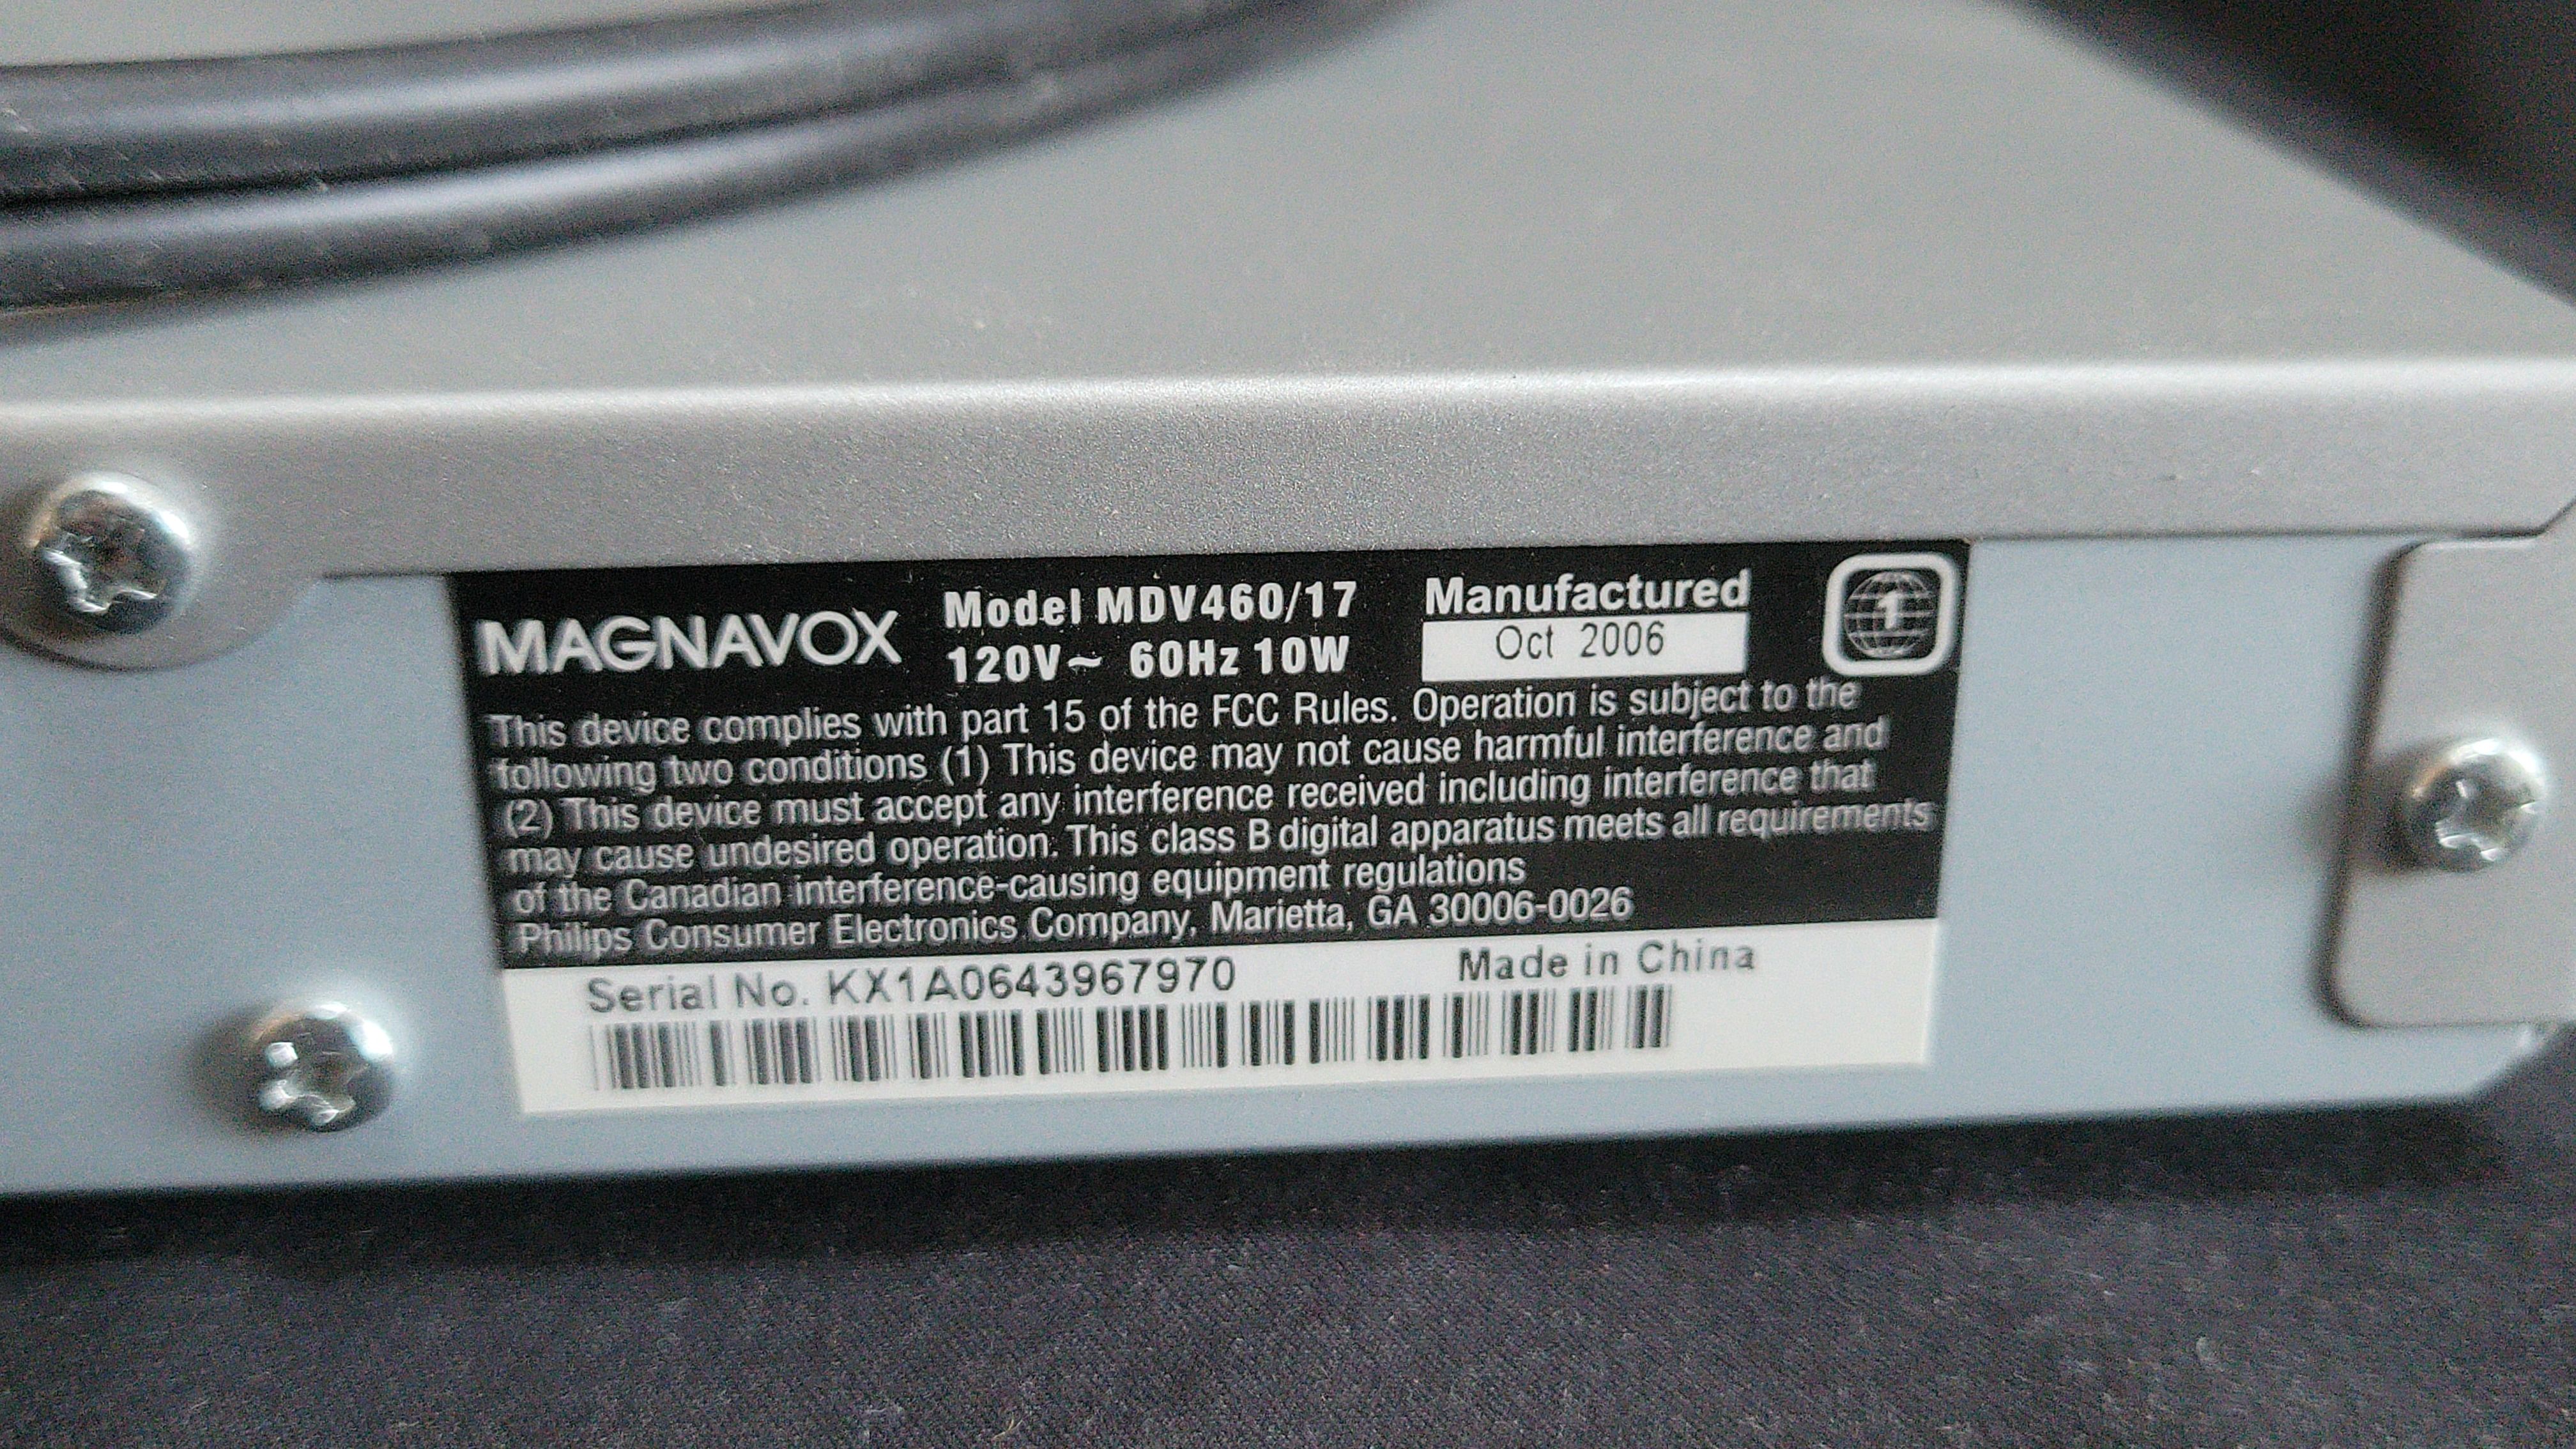 MAGNAVOX
Model MDV460/17
120V~ 60Hz 10W
Manufactured
Oct 2006
1
This device complies with part 15 of the FCC Rules. Operation is subject to the
following two conditions (1) This device may not cause harmful interference and
(2) This device must accept any interference received including interference that
may cause undesired operation. This class B digital apparatus meets all requirements
of the Canadian interference-causing equipment regulations
Philips Consumer Electronics Company, Marietta, GA 30006-0026
Serial No. KX1A0643967970
Made in China